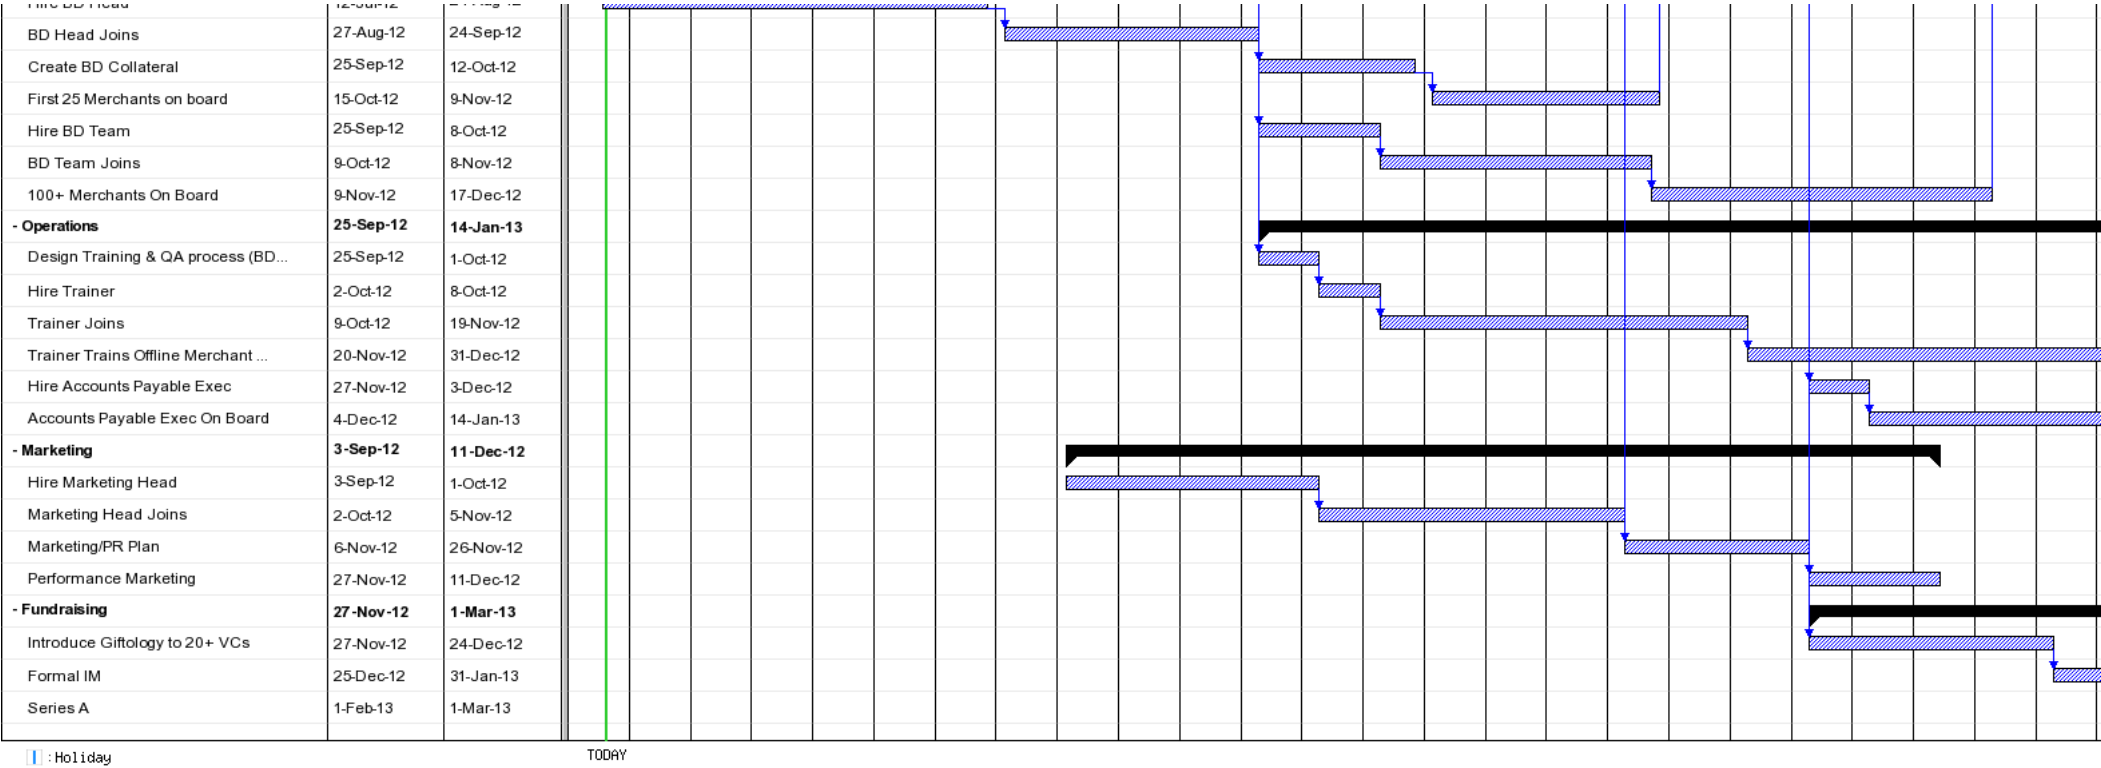 BD Head Joins 27-Aug-12 24-Sep-12
Create BD Collateral 25-Sep-12 12-Oct-12
First 25 Merchants on board 15-Oct-12 9-Nov-12
Hire BD Team 25-Sep-12 8-Oct-12
BD Team Joins 9-Oct-12 8-Nov-12
100+ Merchants On Board 9-Nov-12 17-Dec-12
- Operations 25-Sep-12 14-Jan-13
Design Training & QA process (BD... 25-Sep-12 1-Oct-12
Hire Trainer 2-Oct-12 8-Oct-12
Trainer Joins 9-Oct-12 19-Nov-12
Trainer Trains Offline Merchant ... 20-Nov-12 31-Dec-12
Hire Accounts Payable Exec 27-Nov-12 3-Dec-12
Accounts Payable Exec On Board 4-Dec-12 14-Jan-13
- Marketing 3-Sep-12 11-Dec-12
Hire Marketing Head 3-Sep-12 1-Oct-12
Marketing Head Joins 2-Oct-12 5-Nov-12
Marketing/PR Plan 6-Nov-12 26-Nov-12
Performance Marketing 27-Nov-12 11-Dec-12
- Fundraising 27-Nov-12 1-Mar-13
Introduce Giftology to 20+ VCs 27-Nov-12 24-Dec-12
Formal IM 25-Dec-12 31-Jan-13
Series A 1-Feb-13 1-Mar-13
: Holiday TODAY